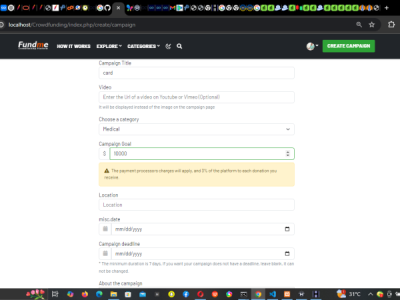 localhost/Crowdfunding/index.php/create/campaign
Fundme
HOW IT WORKS
EXPLORE
CATEGORIES
CREATE CAMPAIGN
Campaign Title
card
Video
Enter the Url of a video on Youtube or Vimeo (Optional)
It will be displayed instead of the image on the campaign page
Choose a category
Medical
Campaign Goal
$ 10000
The payment processors changes will apply, and 5% of the platform to each donation you
receive.
Location
Location
misu date
mm/dd/yyyy
Campaign deadline
mm/dd/yyyy
* The minimum duration is 7 days. If you want your campaign does not have a deadline, leave blank. It can
not be changed.
About the campaign
31°C